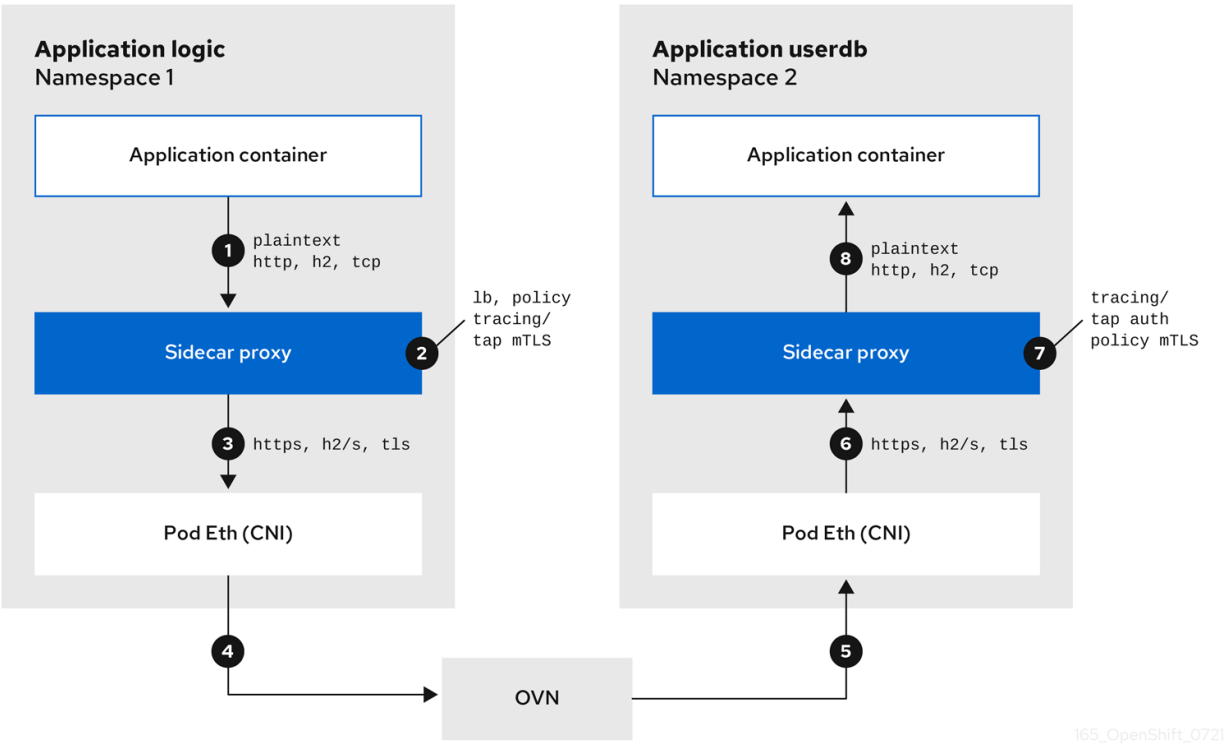 Application logic
Namespace 1
Application container
1
plaintext
http, h2, tcp
lb, policy
tracing/
tap mTLS
Sidecar proxy
2
3
https, h2/s, tls
Pod Eth (CNI)
4
OVN
Application userdb
Namespace 2
Application container
8
plaintext
http, h2, tcp
tracing/
tap auth
policy mTLS
Sidecar proxy
7
6
https, h2/s, tls
Pod Eth (CNI)
5
165_OpenShift_0721